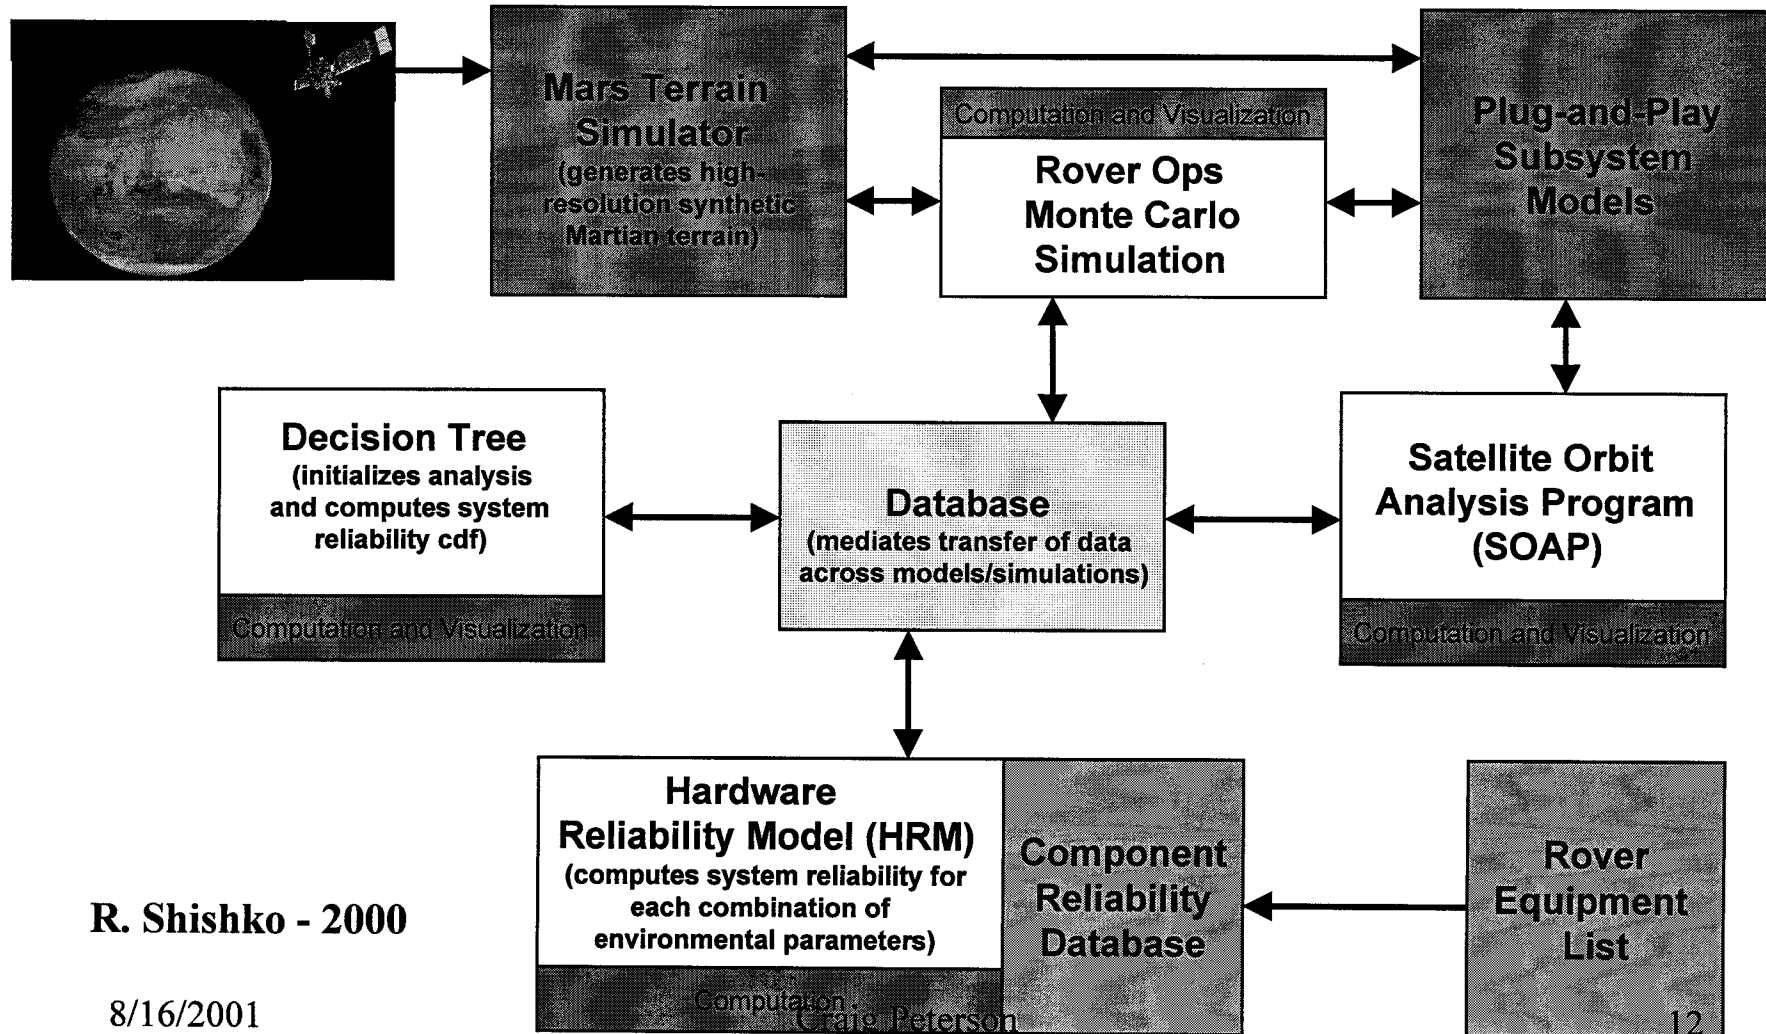 Mars Terrain
Simulator
(generates high-
resolution synthetic
Martian terrain)
Computation and Visualization
Rover Ops
Monte Carlo
Simulation
Plug-and-Play
Subsystem
Models
Decision Tree
(initializes analysis
and computes system
reliability cdf)
Computation and Visualization
Database
(mediates transfer of data
across models/simulations)
Satellite Orbit
Analysis Program
(SOAP)
Computation and Visualization
Hardware
Reliability Model (HRM)
(computes system reliability for
each combination of
environmental parameters)
Computation
Component
Reliability
Database
Rover
Equipment
List
R. Shishko - 2000
8/16/2001
Craig Peterson
12